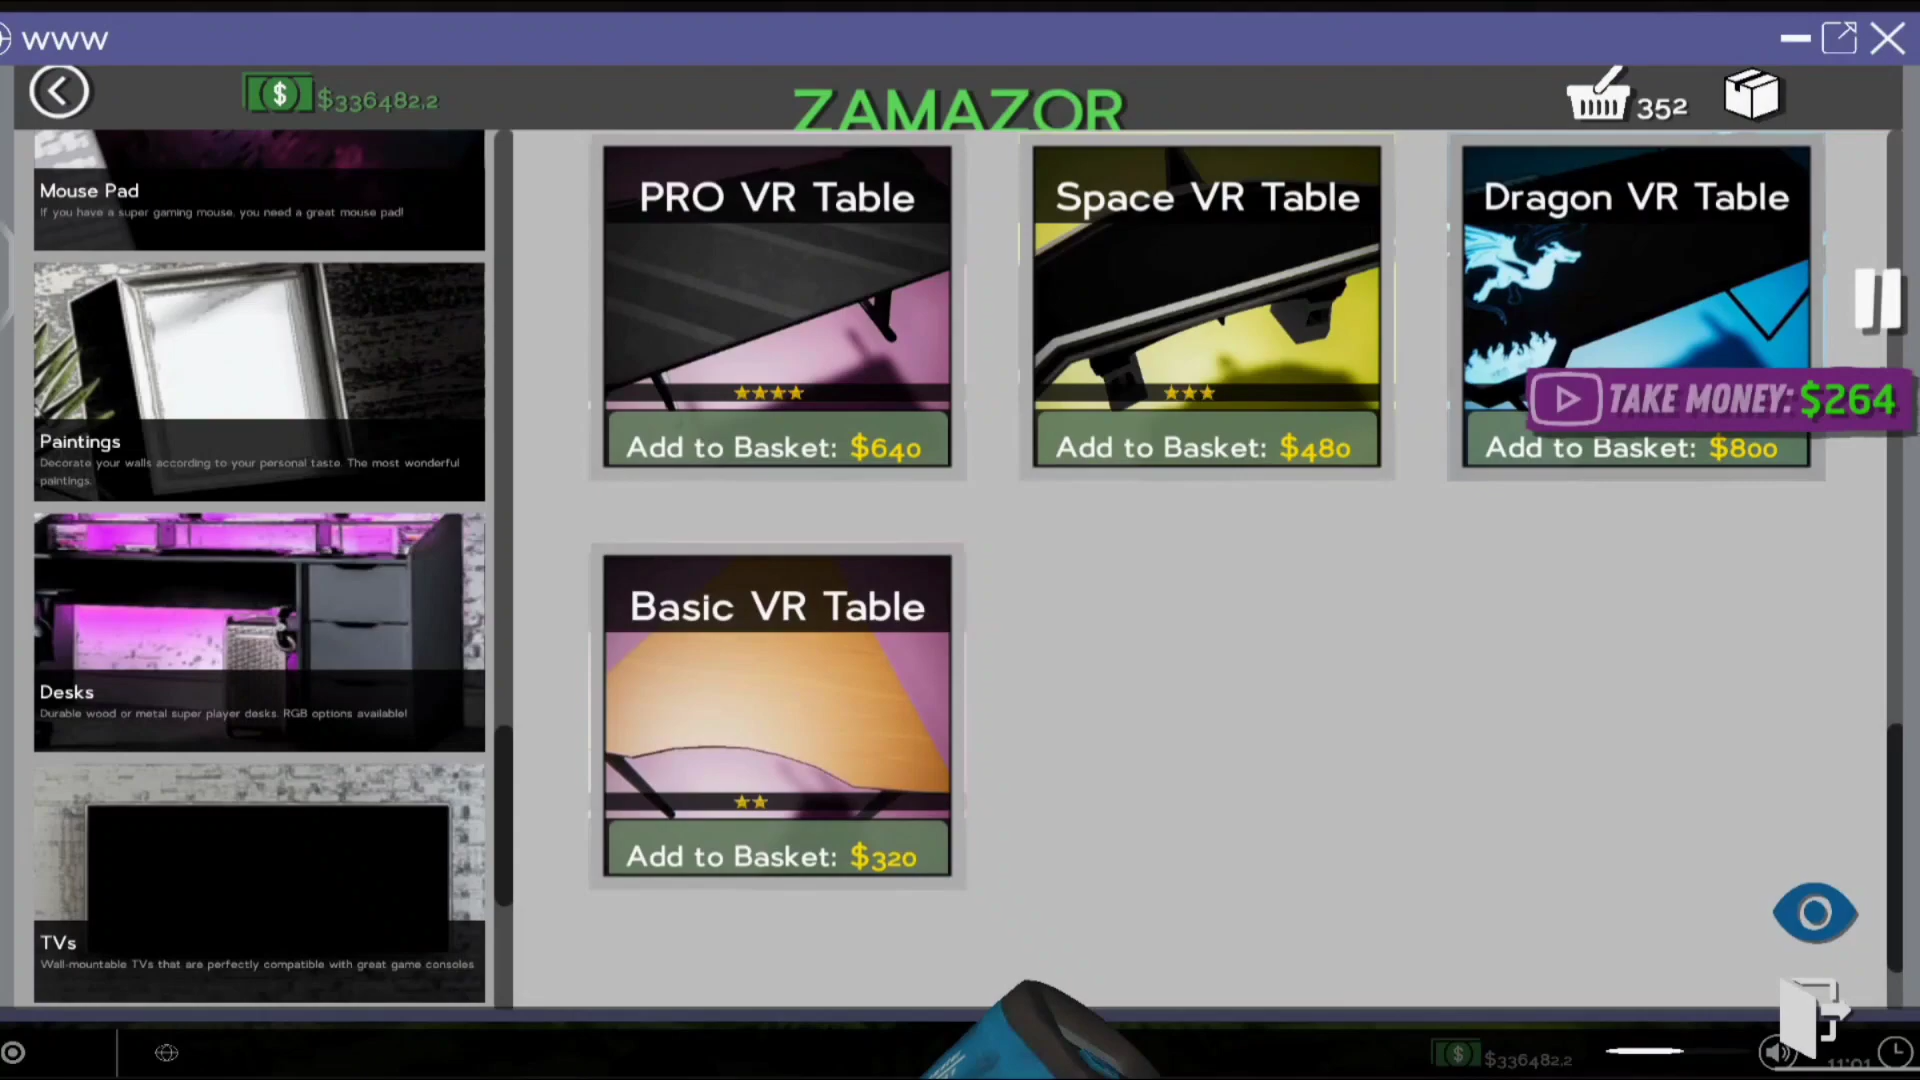 WWW
$336482,2
ZAMAZOR
352
Mouse Pad
If you have a super gaming mouse, you need a great mouse pad!
Paintings
Decorate your walls according to your personal taste. The most wonderful
paintings.
Desks
Durable wood or metal super player desks. RGB options available!
TVs
Wall-mountable TVs that are perfectly compatible with great game consoles
PRO VR Table
Add to Basket: $640
Space VR Table
Add to Basket: $480
Dragon VR Table
TAKE MONEY: $264
Add to Basket: $800
Basic VR Table
Add to Basket: $320
$336482,2
11:01